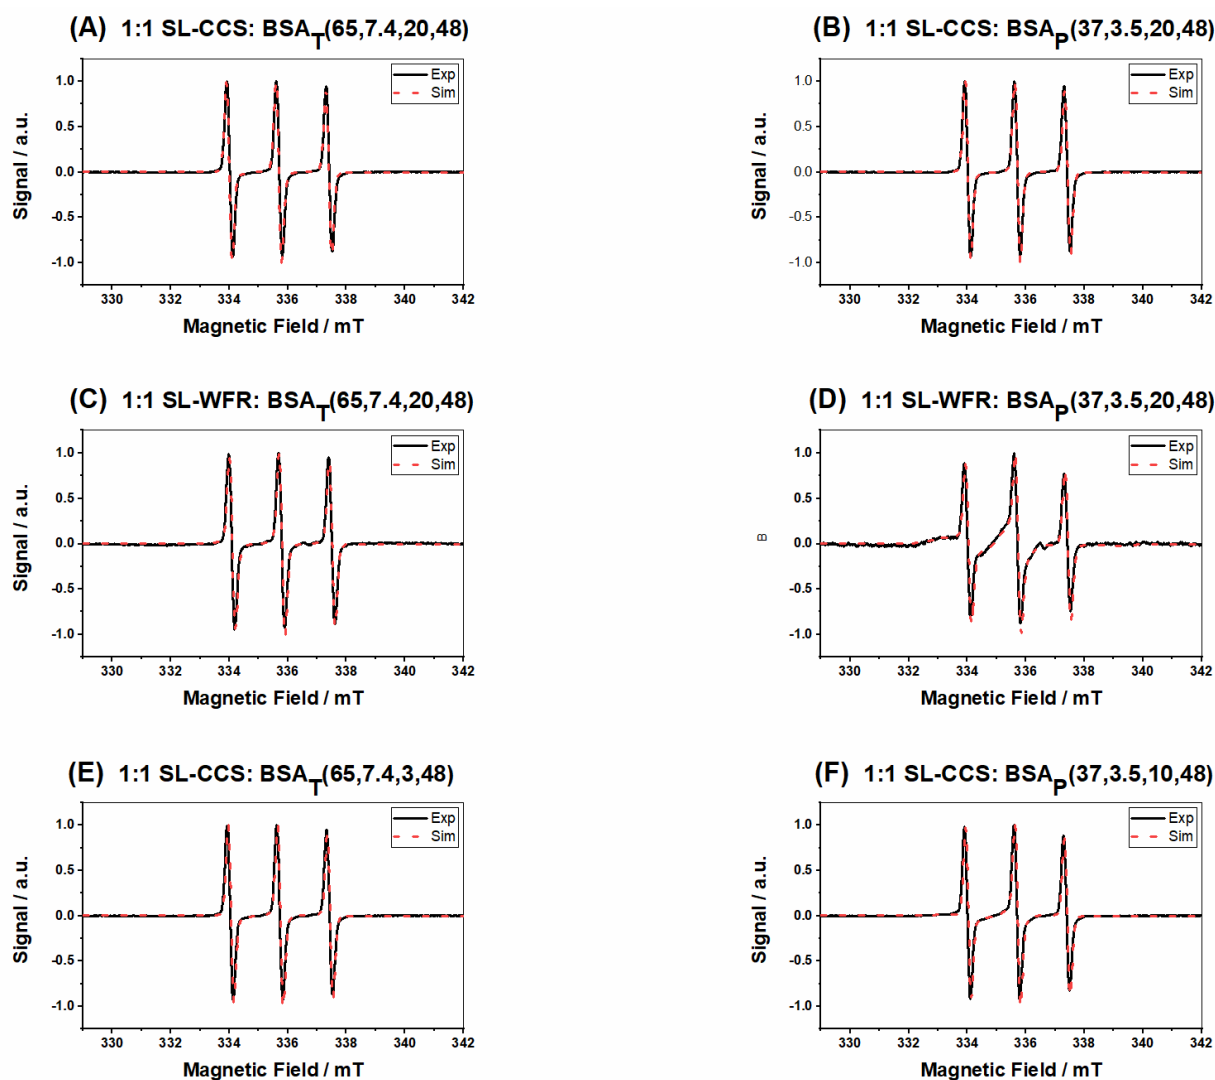 (A) 1:1 SL-CCS: BSA_T(65,7.4,20,48)
Exp
Sim
1.0
0.5
0.0
-0.5
-1.0
Signal / a.u.
330 332 334 336 338 340 342
Magnetic Field / mT
(B) 1:1 SL-CCS: BSA_P(37,3.5,20,48)
Exp
Sim
1.0
0.5
0.0
-0.5
-1.0
Signal / a.u.
330 332 334 336 338 340 342
Magnetic Field / mT
(C) 1:1 SL-WFR: BSA_T(65,7.4,20,48)
Exp
Sim
1.0
0.5
0.0
-0.5
-1.0
Signal / a.u.
330 332 334 336 338 340 342
Magnetic Field / mT
(D) 1:1 SL-WFR: BSA_P(37,3.5,20,48)
Exp
Sim
1.0
0.5
0.0
-0.5
-1.0
B
330 332 334 336 338 340 342
Magnetic Field / mT
(E) 1:1 SL-CCS: BSA_T(65,7.4,3,48)
Exp
Sim
1.0
0.5
0.0
-0.5
-1.0
Signal / a.u.
330 332 334 336 338 340 342
Magnetic Field / mT
(F) 1:1 SL-CCS: BSA_P(37,3.5,10,48)
Exp
Sim
1.0
0.5
0.0
-0.5
-1.0
Signal / a.u.
330 332 334 336 338 340 342
Magnetic Field / mT